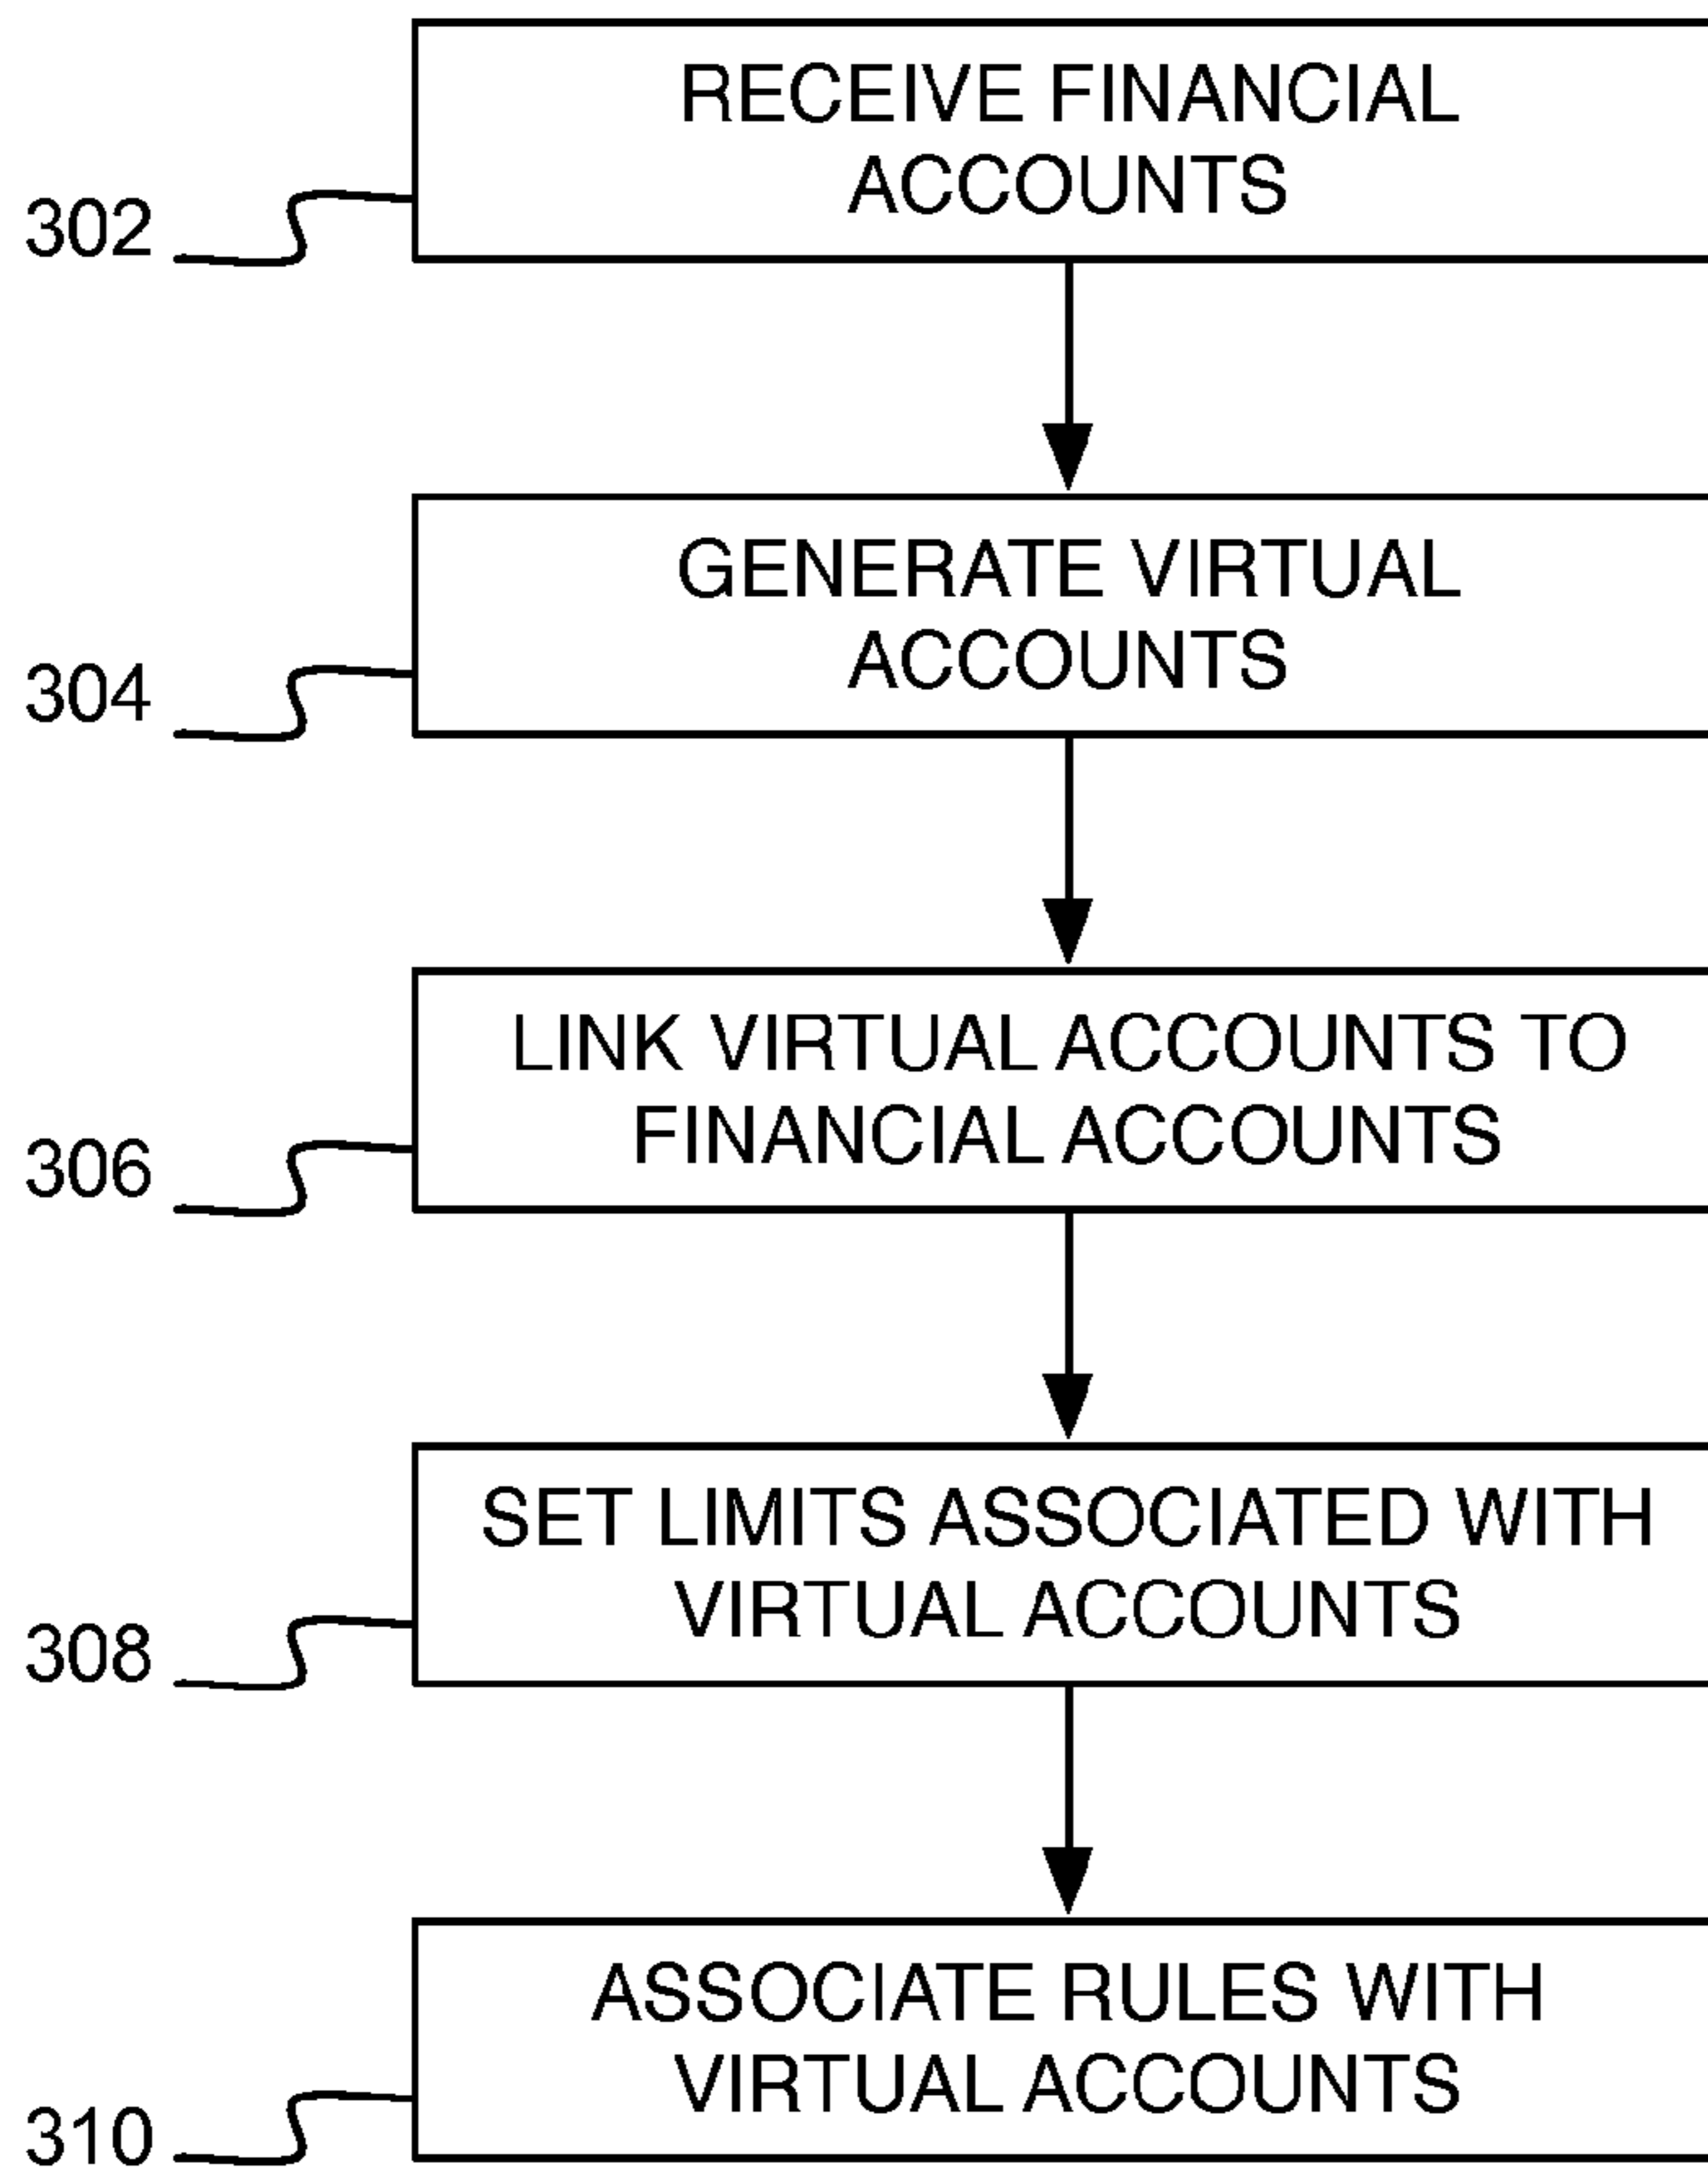 RECEIVE FINANCIAL
ACCOUNTS
302
GENERATE VIRTUAL
ACCOUNTS
304
LINK VIRTUAL ACCOUNTS TO
FINANCIAL ACCOUNTS
306
SET LIMITS ASSOCIATED WITH
VIRTUAL ACCOUNTS
308
ASSOCIATE RULES WITH
VIRTUAL ACCOUNTS
310